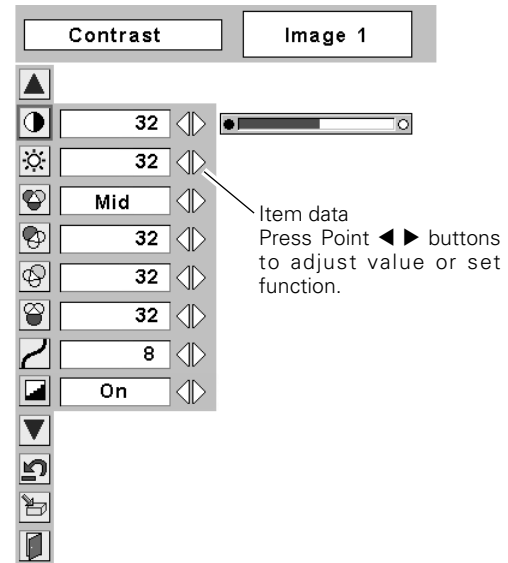 Contrast
Image 1
32
32
Mid
32
32
32
8
On
Item data
Press Point ◀ ▶ buttons
to adjust value or set
function.